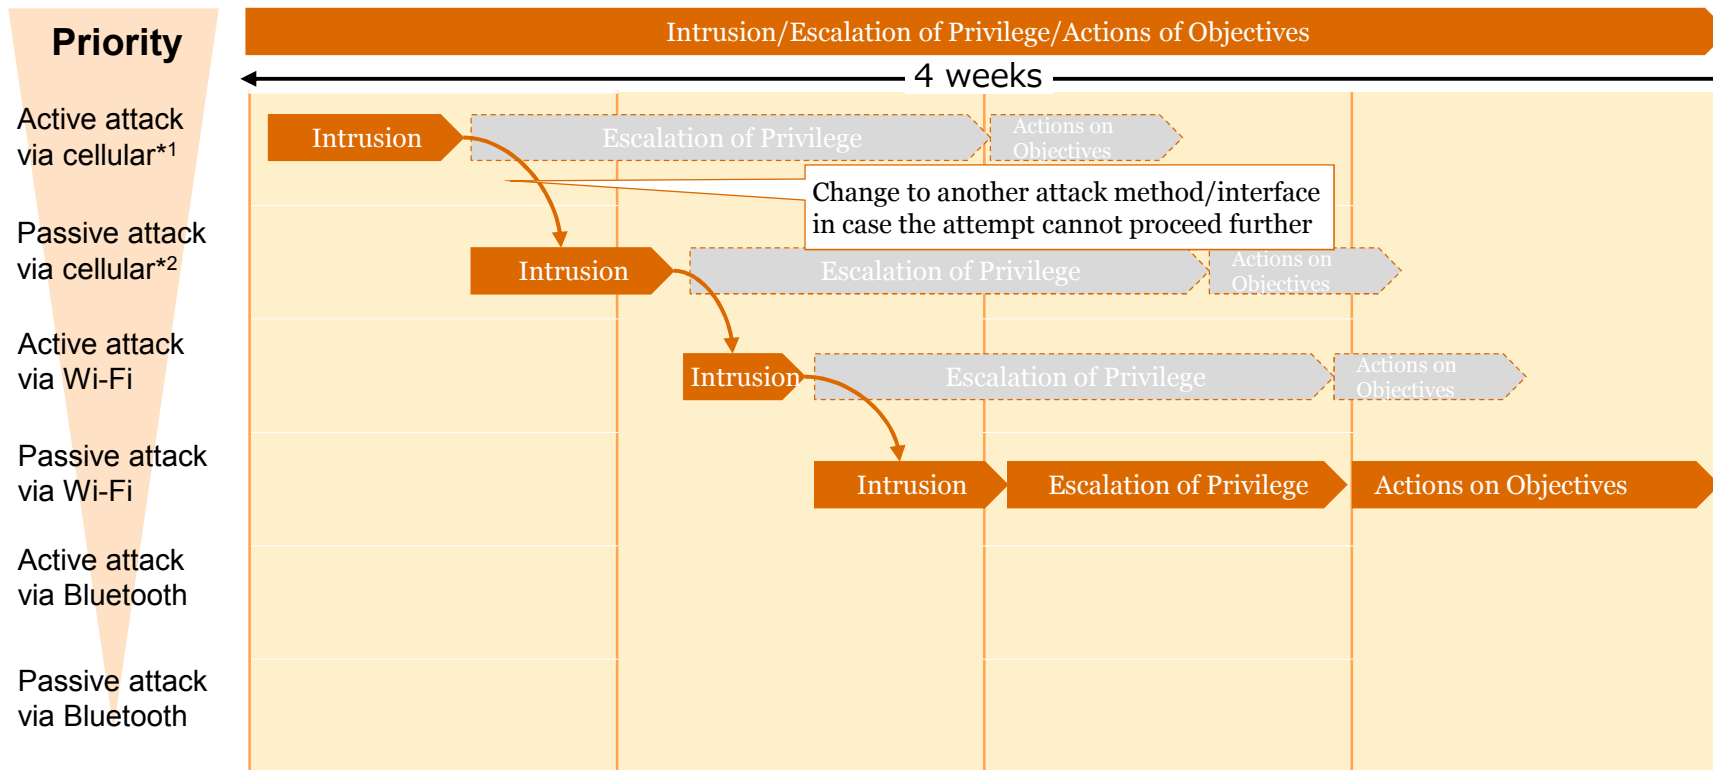 Priority
Intrusion/Escalation of Privilege/Actions of Objectives
4 weeks
Active attack
via cellular*1
Intrusion
Escalation of Privilege
Actions on
Objectives
Change to another attack method/interface
in case the attempt cannot proceed further
Passive attack
via cellular*2
Intrusion
Escalation of Privilege
Actions on
Objectives
Active attack
via Wi-Fi
Intrusion
Escalation of Privilege
Actions on
Objectives
Passive attack
via Wi-Fi
Intrusion
Escalation of Privilege
Actions on Objectives
Active attack
via Bluetooth
Passive attack
via Bluetooth